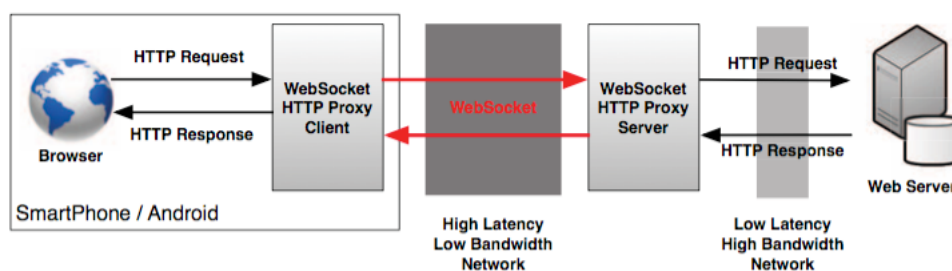 HTTP Request
HTTP Response
Browser
WebSocket
HTTP Proxy
Client
SmartPhone / Android
WebSocket
High Latency
Low Bandwidth
Network
WebSocket
HTTP Proxy
Server
HTTP Request
HTTP Response
Low Latency
High Bandwidth
Network
Web Server